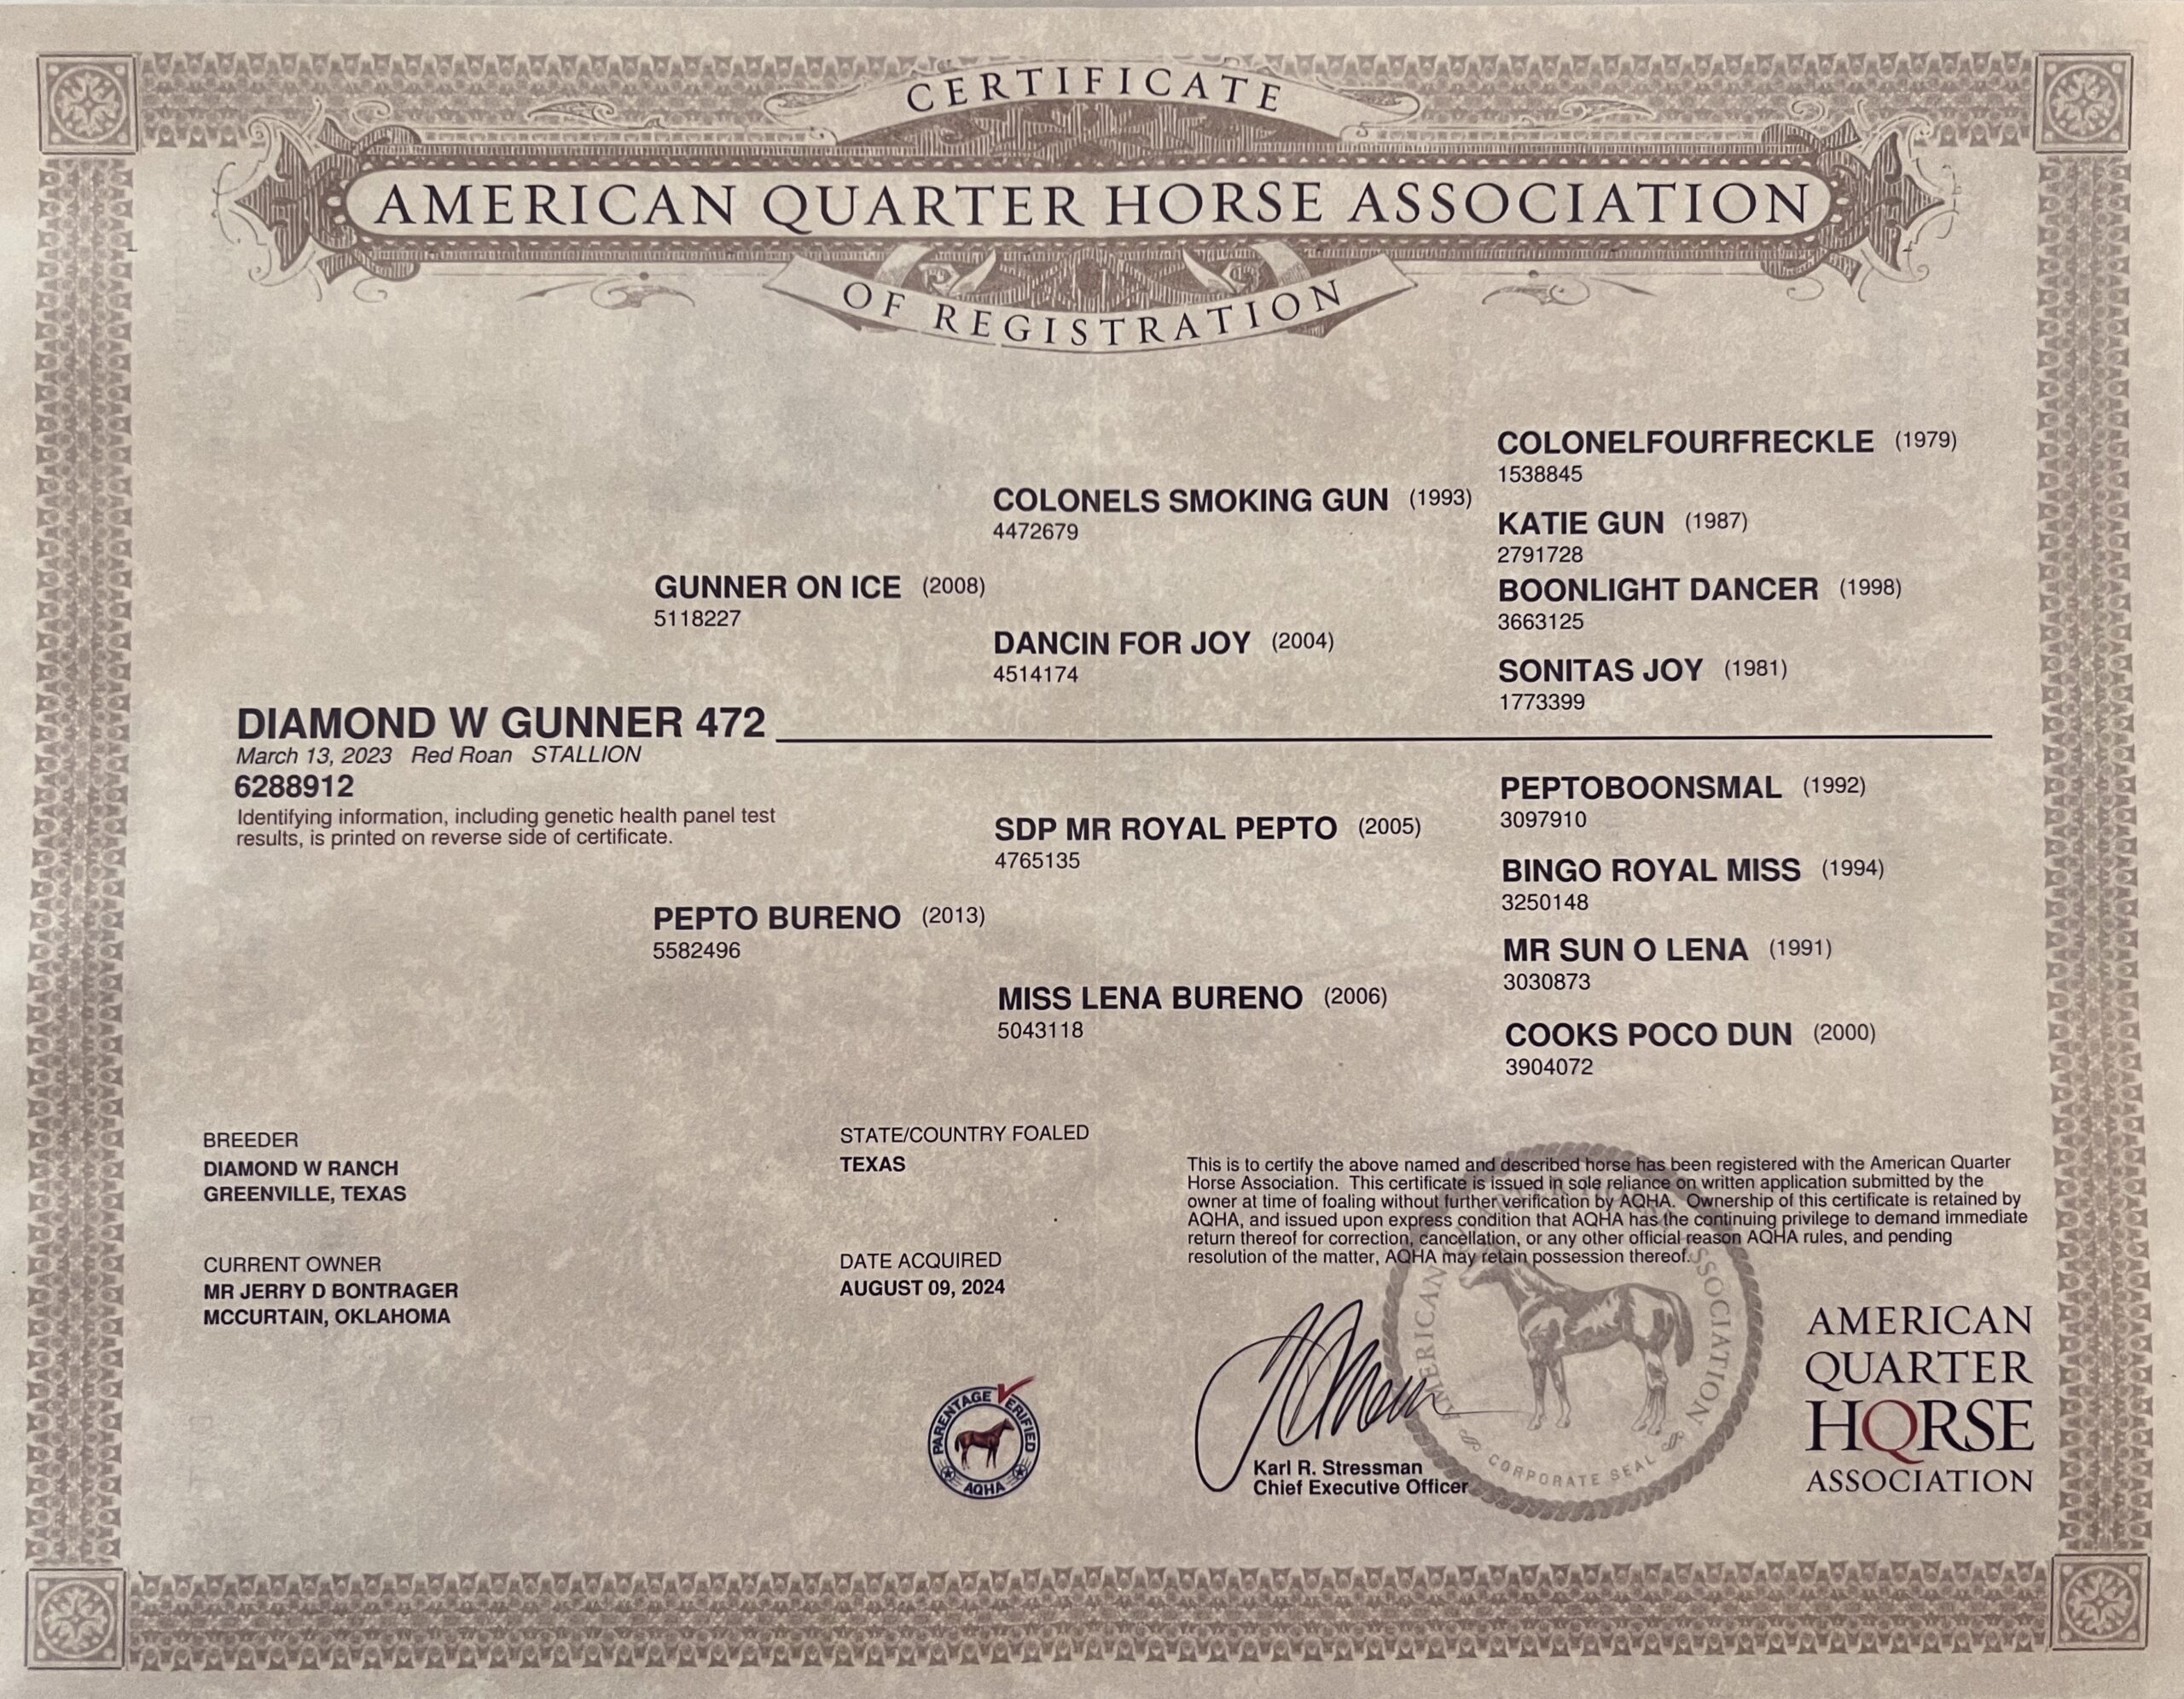 CERTIFICATE
AMERICAN QUARTER HORSE ASSOCIATION
OF REGISTRATION
COLONELFOURFRECKLE (1979)
1538845
COLONELS SMOKING GUN (1993)
4472679
KATIE GUN (1987)
2791728
GUNNER ON ICE (2008)
5118227
BOONLIGHT DANCER (1998)
3663125
DANCIN FOR JOY (2004)
4514174
SONITAS JOY (1981)
1773399
DIAMOND W GUNNER 472
March 13, 2023 Red Roan STALLION
6288912
Identifying information, including genetic health panel test
results, is printed on reverse side of certificate.
PEPTOBOONSMAL (1992)
3097910
SDP MR ROYAL PEPTO (2005)
4765135
BINGO ROYAL MISS (1994)
3250148
PEPTO BURENO (2013)
5582496
MR SUN O LENA (1991)
3030873
MISS LENA BURENO (2006)
5043118
COOKS POCO DUN (2000)
3904072
BREEDER
DIAMOND W RANCH
GREENVILLE, TEXAS
STATE/COUNTRY FOALED
TEXAS
CURRENT OWNER
MR JERRY D BONTRAGER
MCCURTAIN, OKLAHOMA
DATE ACQUIRED
AUGUST 09, 2024
This is to certify the above named and described horse has been registered with the American Quarter
Horse Association. This certificate is issued in sole reliance on written application submitted by the
owner at time of foaling without further verification by AQHA. Ownership of this certificate is retained by
AQHA, and issued upon express condition that AQHA has the continuing privilege to demand immediate
return thereof for correction, cancellation, or any other official reason AQHA rules, and pending
resolution of the matter, AQHA may retain possession thereof.
PARENTAGE VERIFIED
AQHA
Karl R. Stressman
Chief Executive Officer
AMERICAN ASSOCIATION
CORPORATE SEAL
AMERICAN
QUARTER
HORSE
ASSOCIATION